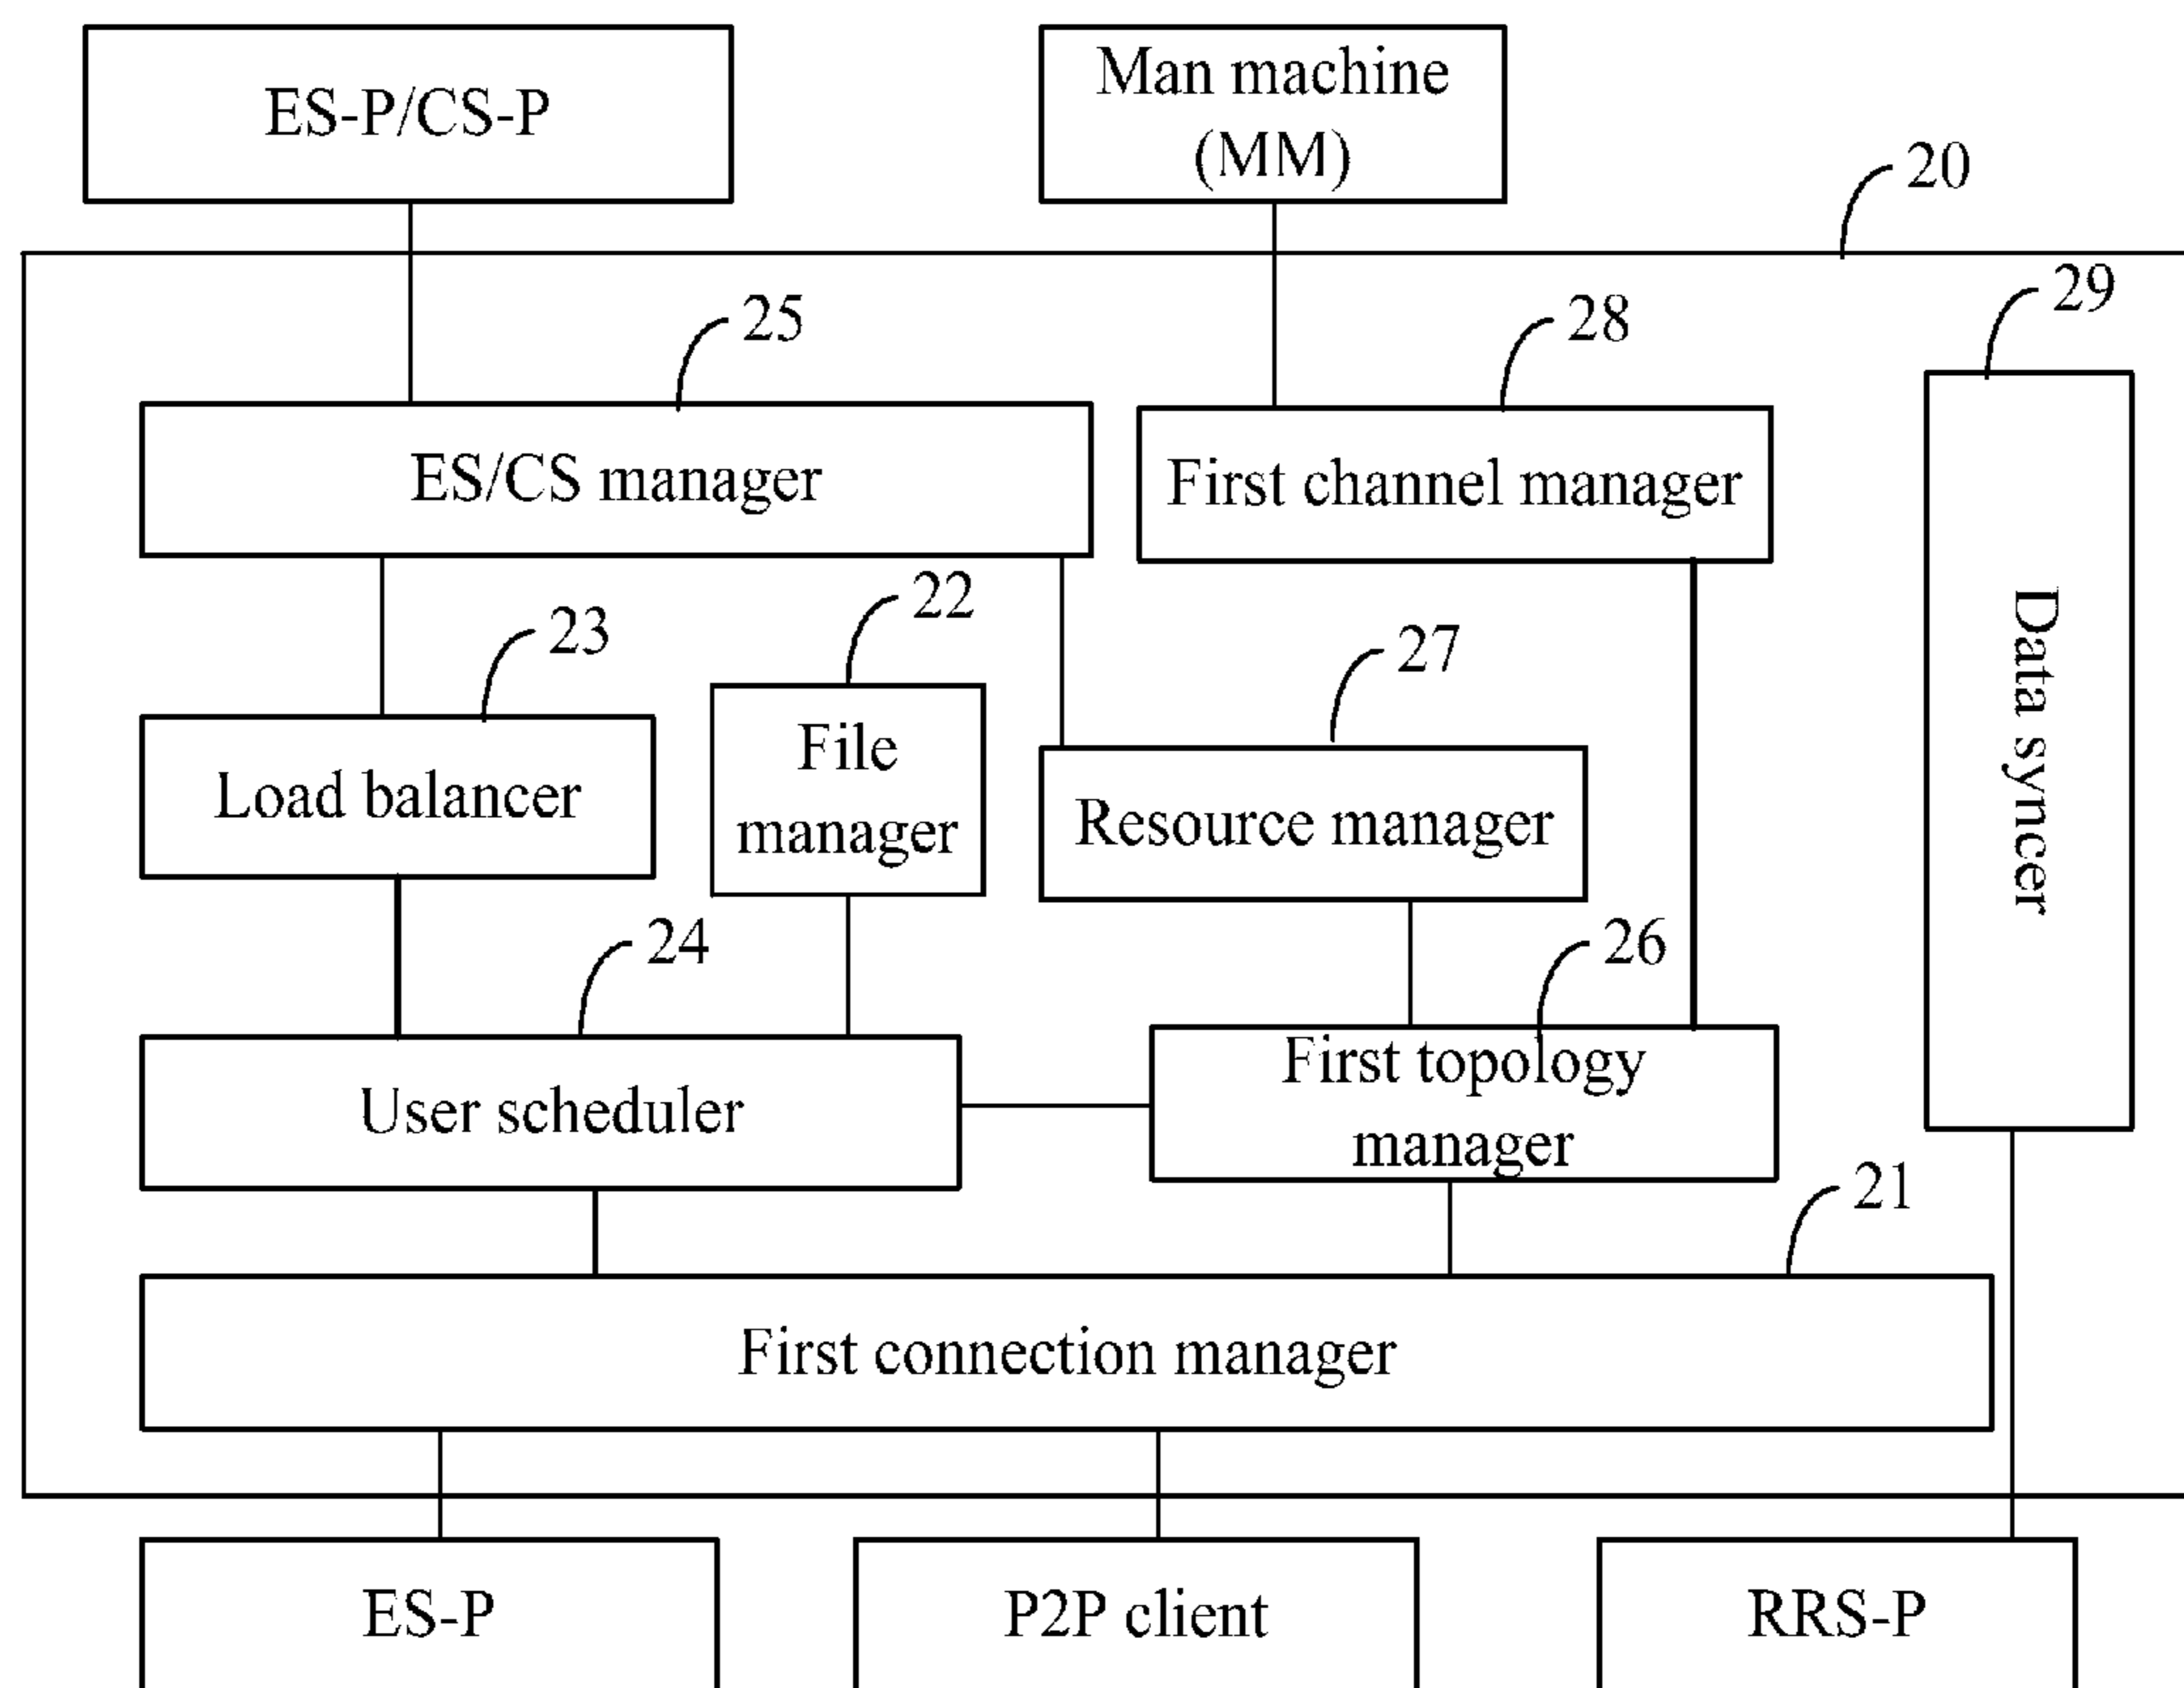 ES-P/CS-P
Man machine
(MM)
20
29
25
28
ES/CS manager
First channel manager
22
23
27
File
manager
Load balancer
Resource manager
Data syncer
24
26
User scheduler
First topology
manager
21
First connection manager
ES-P
P2P client
RRS-P